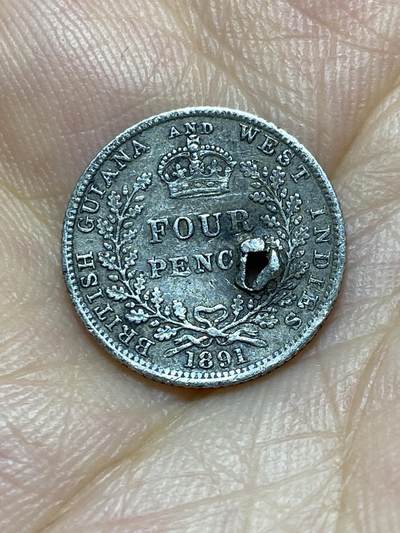 BRITISH GUIANA AND WEST INDIES
FOUR
PENC
1891